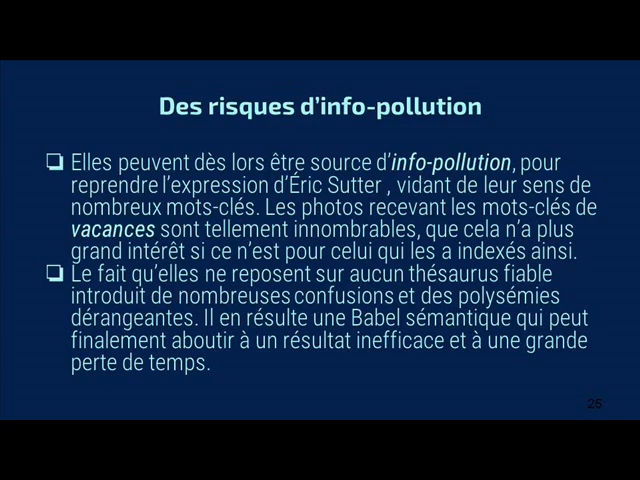 Des risques d'info-pollution
❏ Elles peuvent dès lors être source d'info-pollution, pour
reprendre l'expression d'Éric Sutter , vidant de leur sens de
nombreux mots-clés. Les photos recevant les mots-clés de
vacances sont tellement innombrables, que cela n'a plus
grand intérêt si ce n'est pour celui qui les a indexés ainsi.
❏ Le fait qu'elles ne reposent sur aucun thésaurus fiable
introduit de nombreuses confusions et des polysémies
dérangeantes. Il en résulte une Babel sémantique qui peut
finalement aboutir à un résultat inefficace et à une grande
perte de temps.
25